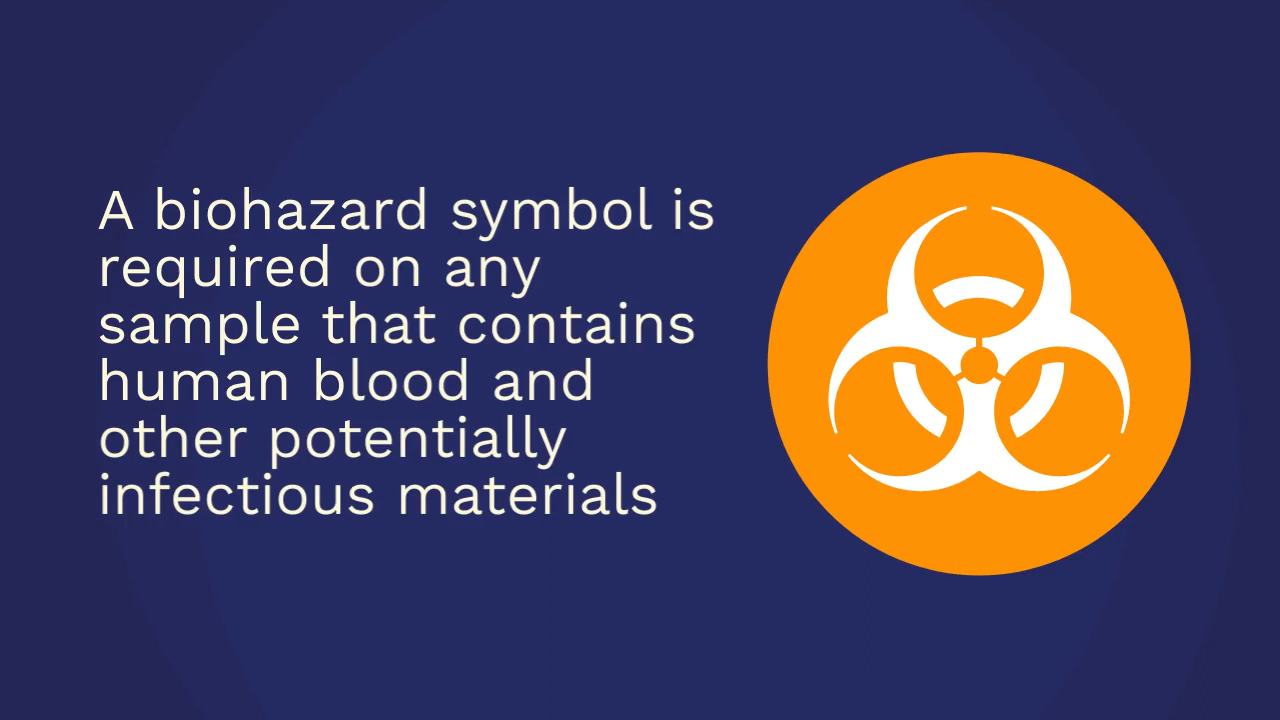 A biohazard symbol is
required on any
sample that contains
human blood and
other potentially
infectious materials